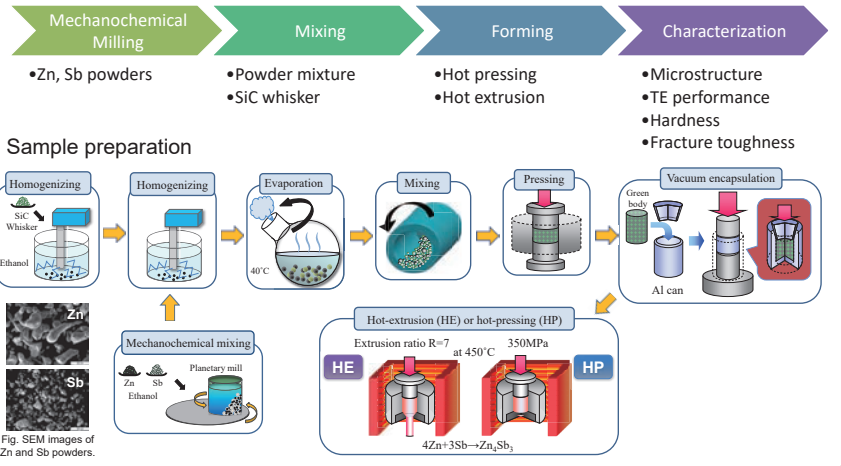 Mechanochemical
Milling
Mixing
Forming
Characterization
•Zn, Sb powders
•Powder mixture
•SiC whisker
•Hot pressing
•Hot extrusion
•Microstructure
•TE performance
•Hardness
•Fracture toughness
Sample preparation
Homogenizing
SiC
Whisker
Ethanol
Homogenizing
Evaporation
40˚C
Mixing
Pressing
Vacuum encapsulation
Green
body
Al can
Zn
Sb
Fig. SEM images of
Zn and Sb powders.
Mechanochemical mixing
Zn Sb
Ethanol
Planetary mill
Hot-extrusion (HE) or hot-pressing (HP)
Extrusion ratio R=7
at 450˚C
350MPa
HE
HP
4Zn+3Sb→Zn₄Sb₃